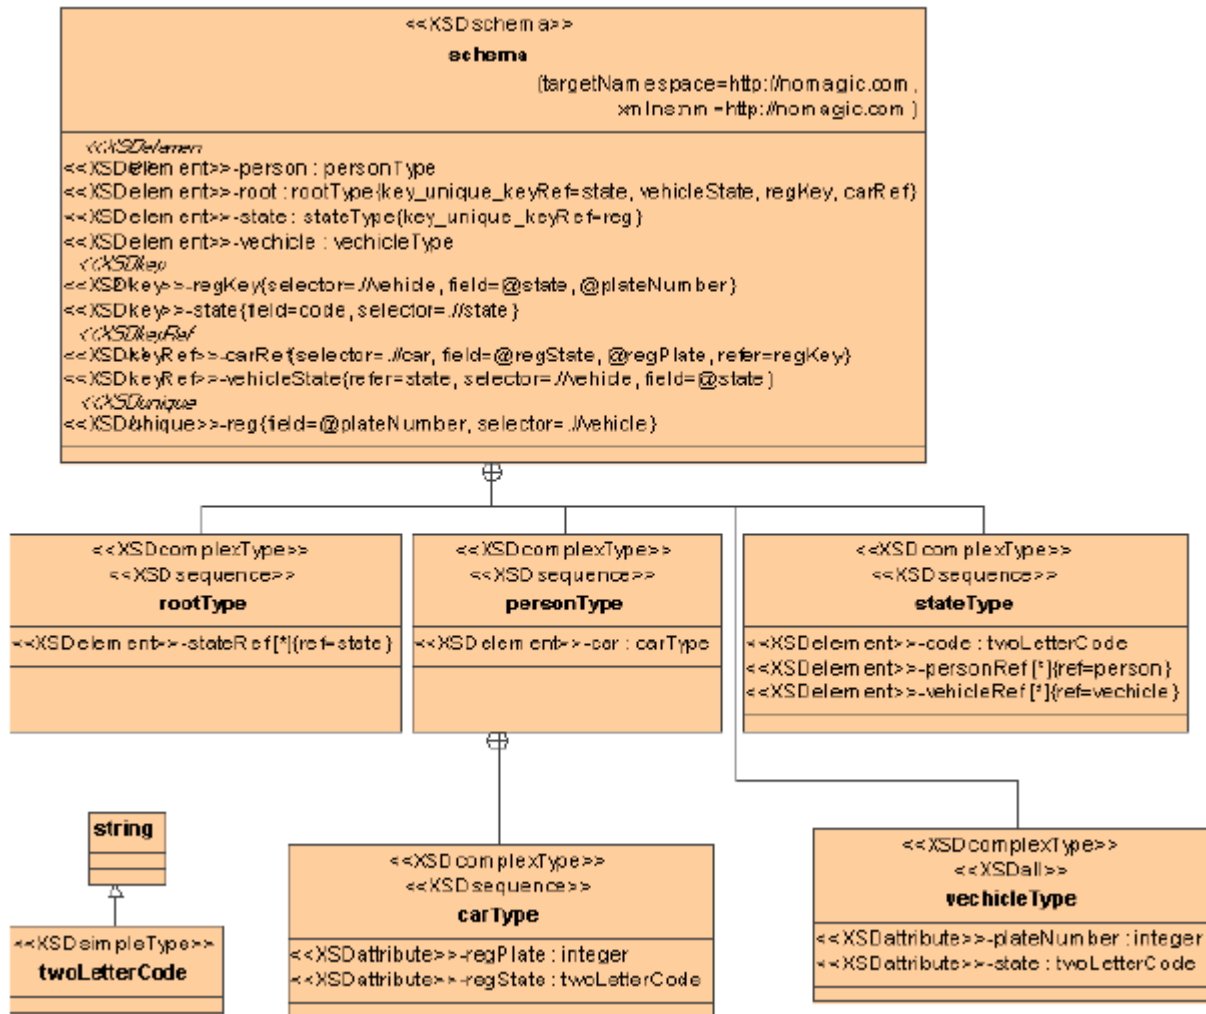 <<XSDschema>>
schema
{targetNamespace=http://nomagic.com ,
xmlns:nm =http://nomagic.com }
<<XSDelemen
<<XSDelement>>-person : personType
<<XSDelement>>-root : rootType{key_unique_keyRef=state, vehicleState, regKey, carRef}
<<XSDelement>>-state : stateType{key_unique_keyRef=reg}
<<XSDelement>>-vechicle : vechicleType
<<XSDkey
<<XSDkey>>-regKey{selector=.//vehicle, field=@state, @plateNumber}
<<XSDkey>>-state{field=code, selector=.//state}
<<XSDkeyRef
<<XSDkeyRef>>-carRef{selector=.//car, field=@regState, @regPlate, refer=regKey}
<<XSDkeyRef>>-vehicleState{refer=state, selector=.//vehicle, field=@state}
<<XSDunique
<<XSDunique>>-reg{field=@plateNumber, selector=.//vehicle}
<<XSDcomplexType>>
<<XSDsequence>>
rootType
<<XSDelement>>-stateRef[*]{ref=state}
<<XSDcomplexType>>
<<XSDsequence>>
personType
<<XSDelement>>-car : carType
<<XSDcomplexType>>
<<XSDsequence>>
stateType
<<XSDelement>>-code : twoLetterCode
<<XSDelement>>-personRef[*]{ref=person}
<<XSDelement>>-vehicleRef[*]{ref=vechicle}
string
<<XSDsimpleType>>
twoLetterCode
<<XSDcomplexType>>
<<XSDsequence>>
carType
<<XSDattribute>>-regPlate : integer
<<XSDattribute>>-regState : twoLetterCode
<<XSDcomplexType>>
<<XSDall>>
vechicleType
<<XSDattribute>>-plateNumber : integer
<<XSDattribute>>-state : twoLetterCode